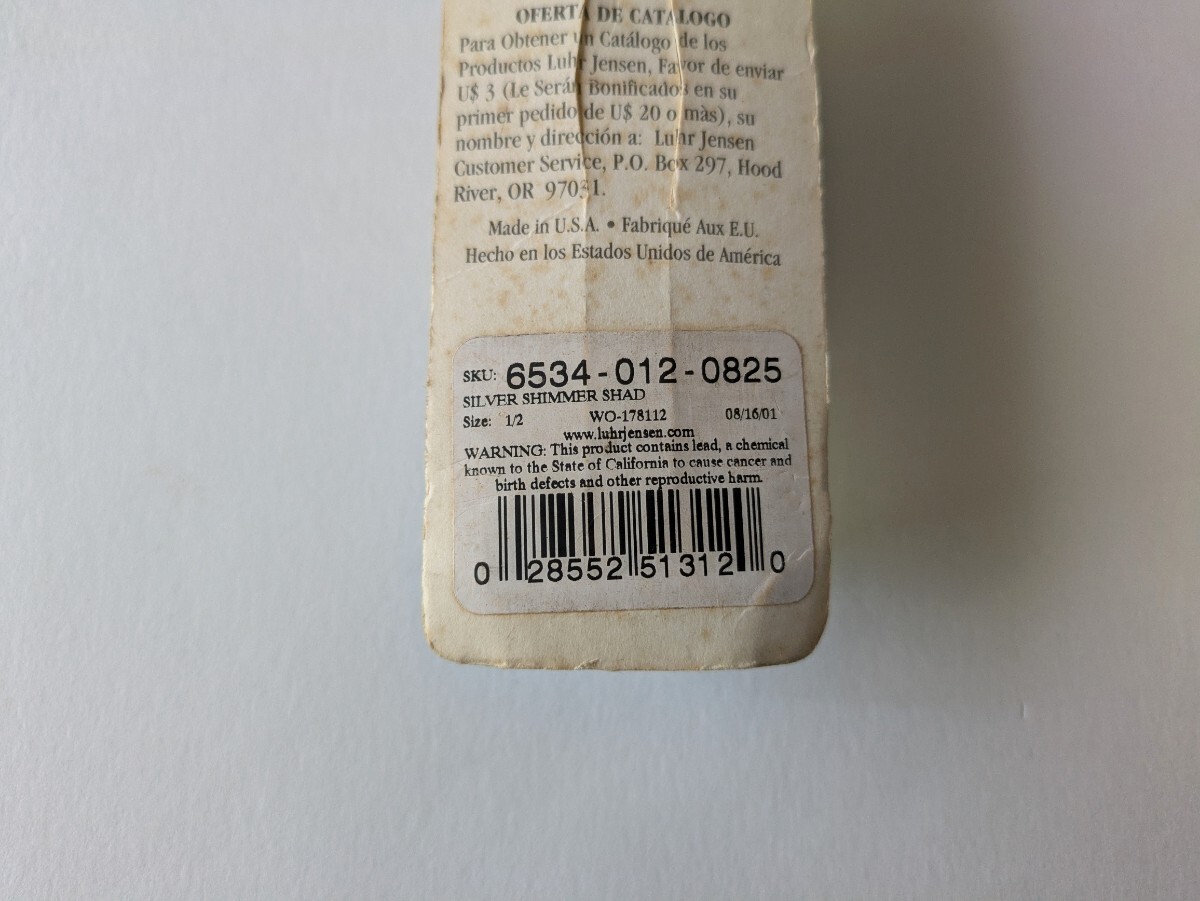 OFERTA DE CATALOGO
Para Obtener un Catálogo de los
Productos Luhr Jensen, Favor de enviar
U$ 3 (Le Serán Bonificados en su
primer pedido de U$ 20 o màs), su
nombre y dirección a: Luhr Jensen
Customer Service, P.O. Box 297, Hood
River, OR 97031.
Made in U.S.A. • Fabriqué Aux E.U.
Hecho en los Estados Unidos de América
SKU: 6534-012-0825
SILVER SHIMMER SHAD
Size: 1/2 WO-178112 08/16/01
www.luhrjensen.com
WARNING: This product contains lead, a chemical
known to the State of California to cause cancer and
birth defects and other reproductive harm.
0 28552 51312 0